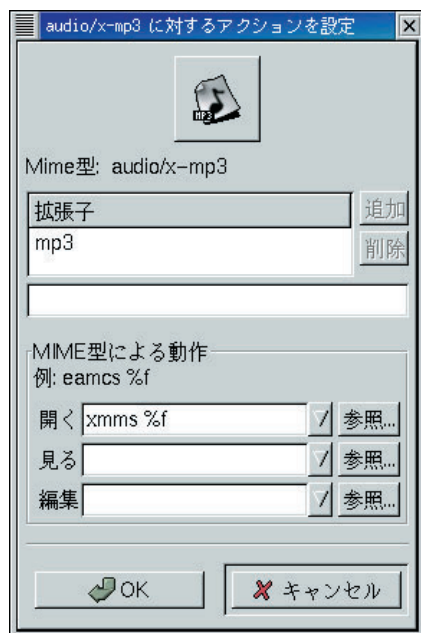 audio/x-mp3 に対するアクションを設定
MP3
Mime型: audio/x-mp3
拡張子
追加
mp3
削除
MIME型による動作
例: eamcs %f
開く xmms %f 参照...
見る 参照...
編集 参照...
OK キャンセル